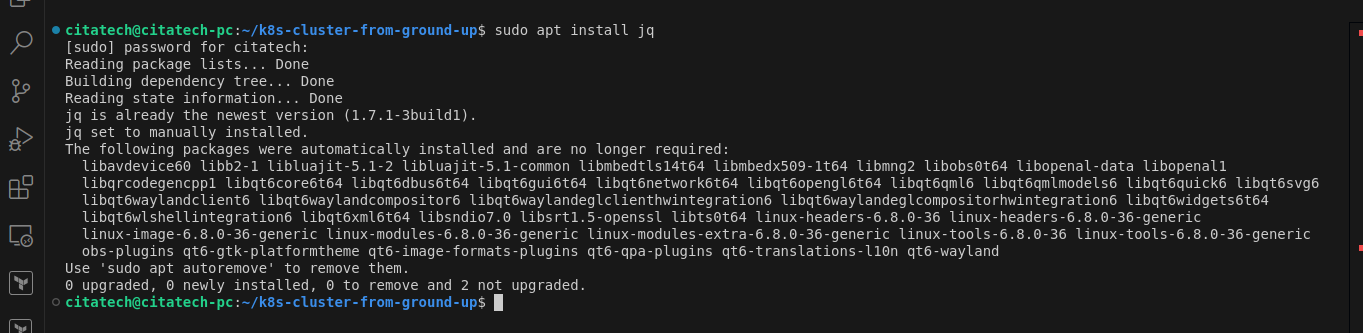 citatech@citatech-pc:~/k8s-cluster-from-ground-up$ sudo apt install jq
[sudo] password for citatech:
Reading package lists... Done
Building dependency tree... Done
Reading state information... Done
jq is already the newest version (1.7.1-3build1).
jq set to manually installed.
The following packages were automatically installed and are no longer required:
  libavdevice60 libb2-1 libluajit-5.1-2 libluajit-5.1-common libmbedtls14t64 libmbedx509-1t64 libmng2 libobs0t64 libopenal-data libopenal1
  libqrcodegencpp1 libqt6core6t64 libqt6dbus6t64 libqt6gui6t64 libqt6network6t64 libqt6opengl6t64 libqt6qml6 libqt6qmlmodels6 libqt6quick6 libqt6svg6
  libqt6waylandclient6 libqt6waylandcompositor6 libqt6waylandeglclienthwintegration6 libqt6waylandeglcompositorhwintegration6 libqt6widgets6t64
  libqt6wlshellintegration6 libqt6xml6t64 libsndio7.0 libsrt1.5-openssl libts0t64 linux-headers-6.8.0-36 linux-headers-6.8.0-36-generic
  linux-image-6.8.0-36-generic linux-modules-6.8.0-36-generic linux-modules-extra-6.8.0-36-generic linux-tools-6.8.0-36 linux-tools-6.8.0-36-generic
  obs-plugins qt6-gtk-platformtheme qt6-image-formats-plugins qt6-qpa-plugins qt6-translations-l10n qt6-wayland
Use 'sudo apt autoremove' to remove them.
0 upgraded, 0 newly installed, 0 to remove and 2 not upgraded.
citatech@citatech-pc:~/k8s-cluster-from-ground-up$